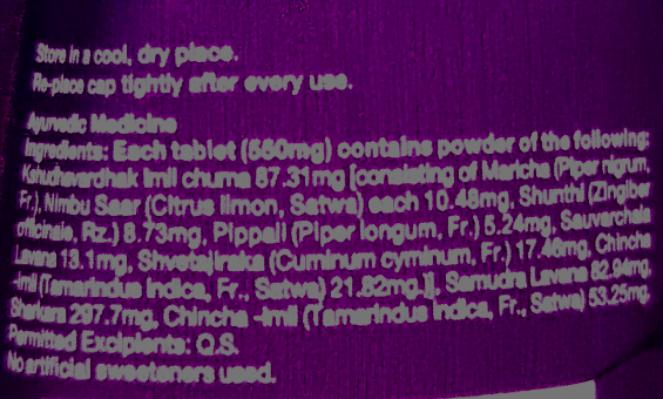 Store in a cool, dry place.
Re-place cap tightly after every use.
Ayurvedic Medicine
Ingredients: Each tablet (550mg) contains powder of the following:
Kshudhavardhak Imli churna 87.31mg [consisting of Maricha (Piper nigrum,
Fr.), Nimbu Saar (Citrus limon, Satwa) each 10.48mg, Shunthi (Zingiber
officinale, Rz.) 8.73mg, Pippali (Piper longum, Fr.) 5.24mg, Sauvarchala
Lavana 13.1mg, Shvetajiraka (Cuminum cyminum, Fr.) 17.46mg, Chincha
-Imli (Tamarindus indica, Fr., Satwa) 21.82mg.)], Samudra Lavana 62.94mg,
Sharkara 297.7mg, Chincha -Imli (Tamarindus indica, Fr., Satwa) 53.25mg,
Permitted Excipients: Q.S.
No artificial sweeteners used.